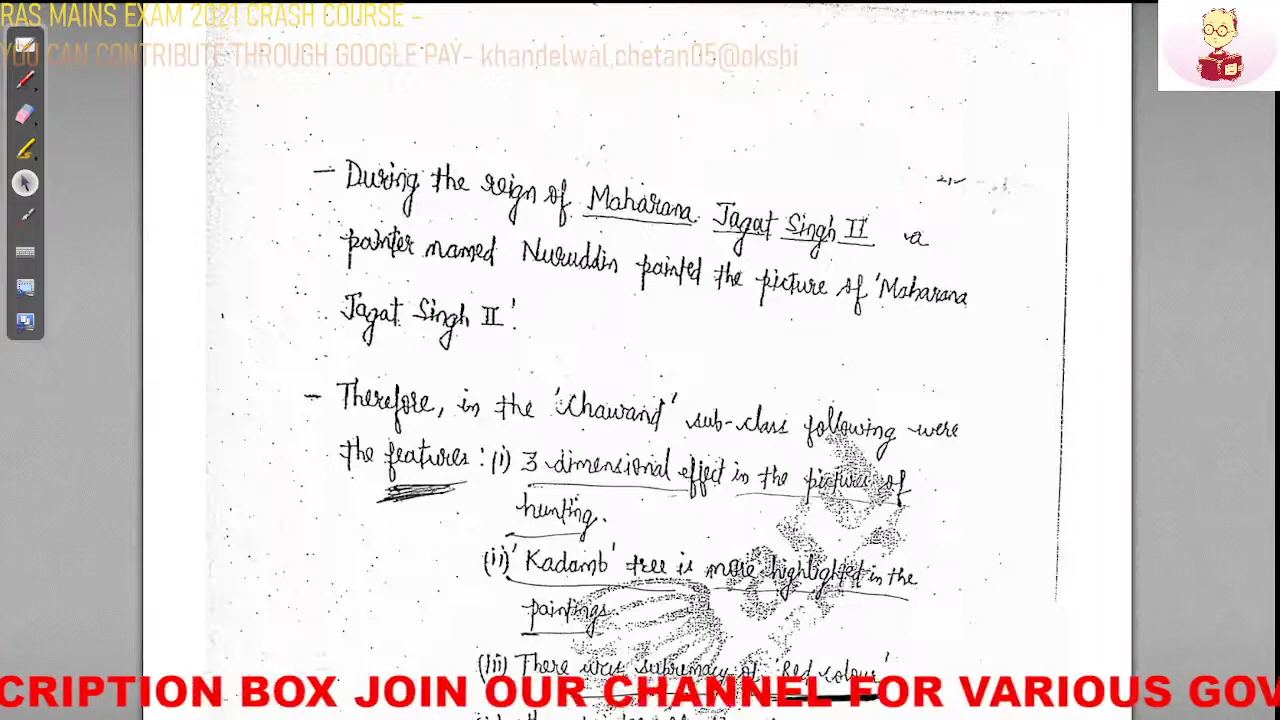 RAS MAINS EXAM 2021 CRASH COURSE -
YOU CAN CONTRIBUTE THROUGH GOOGLE PAY- khandelwal.chetan05@oksbi
- During the reign of Maharana Jagat Singh II a
painter named Nuruddin painted the picture of 'Maharana
Jagat Singh II'.
- Therefore, in the 'Chawand' sub-class following were
the features: (i) 3 dimensional effect in the pictures of
hunting.
(ii) 'Kadamb' tree is more highlighted in the
paintings
(iii) There was supremacy of 'Red colour'
CRIPTION BOX JOIN OUR CHANNEL FOR VARIOUS GOV